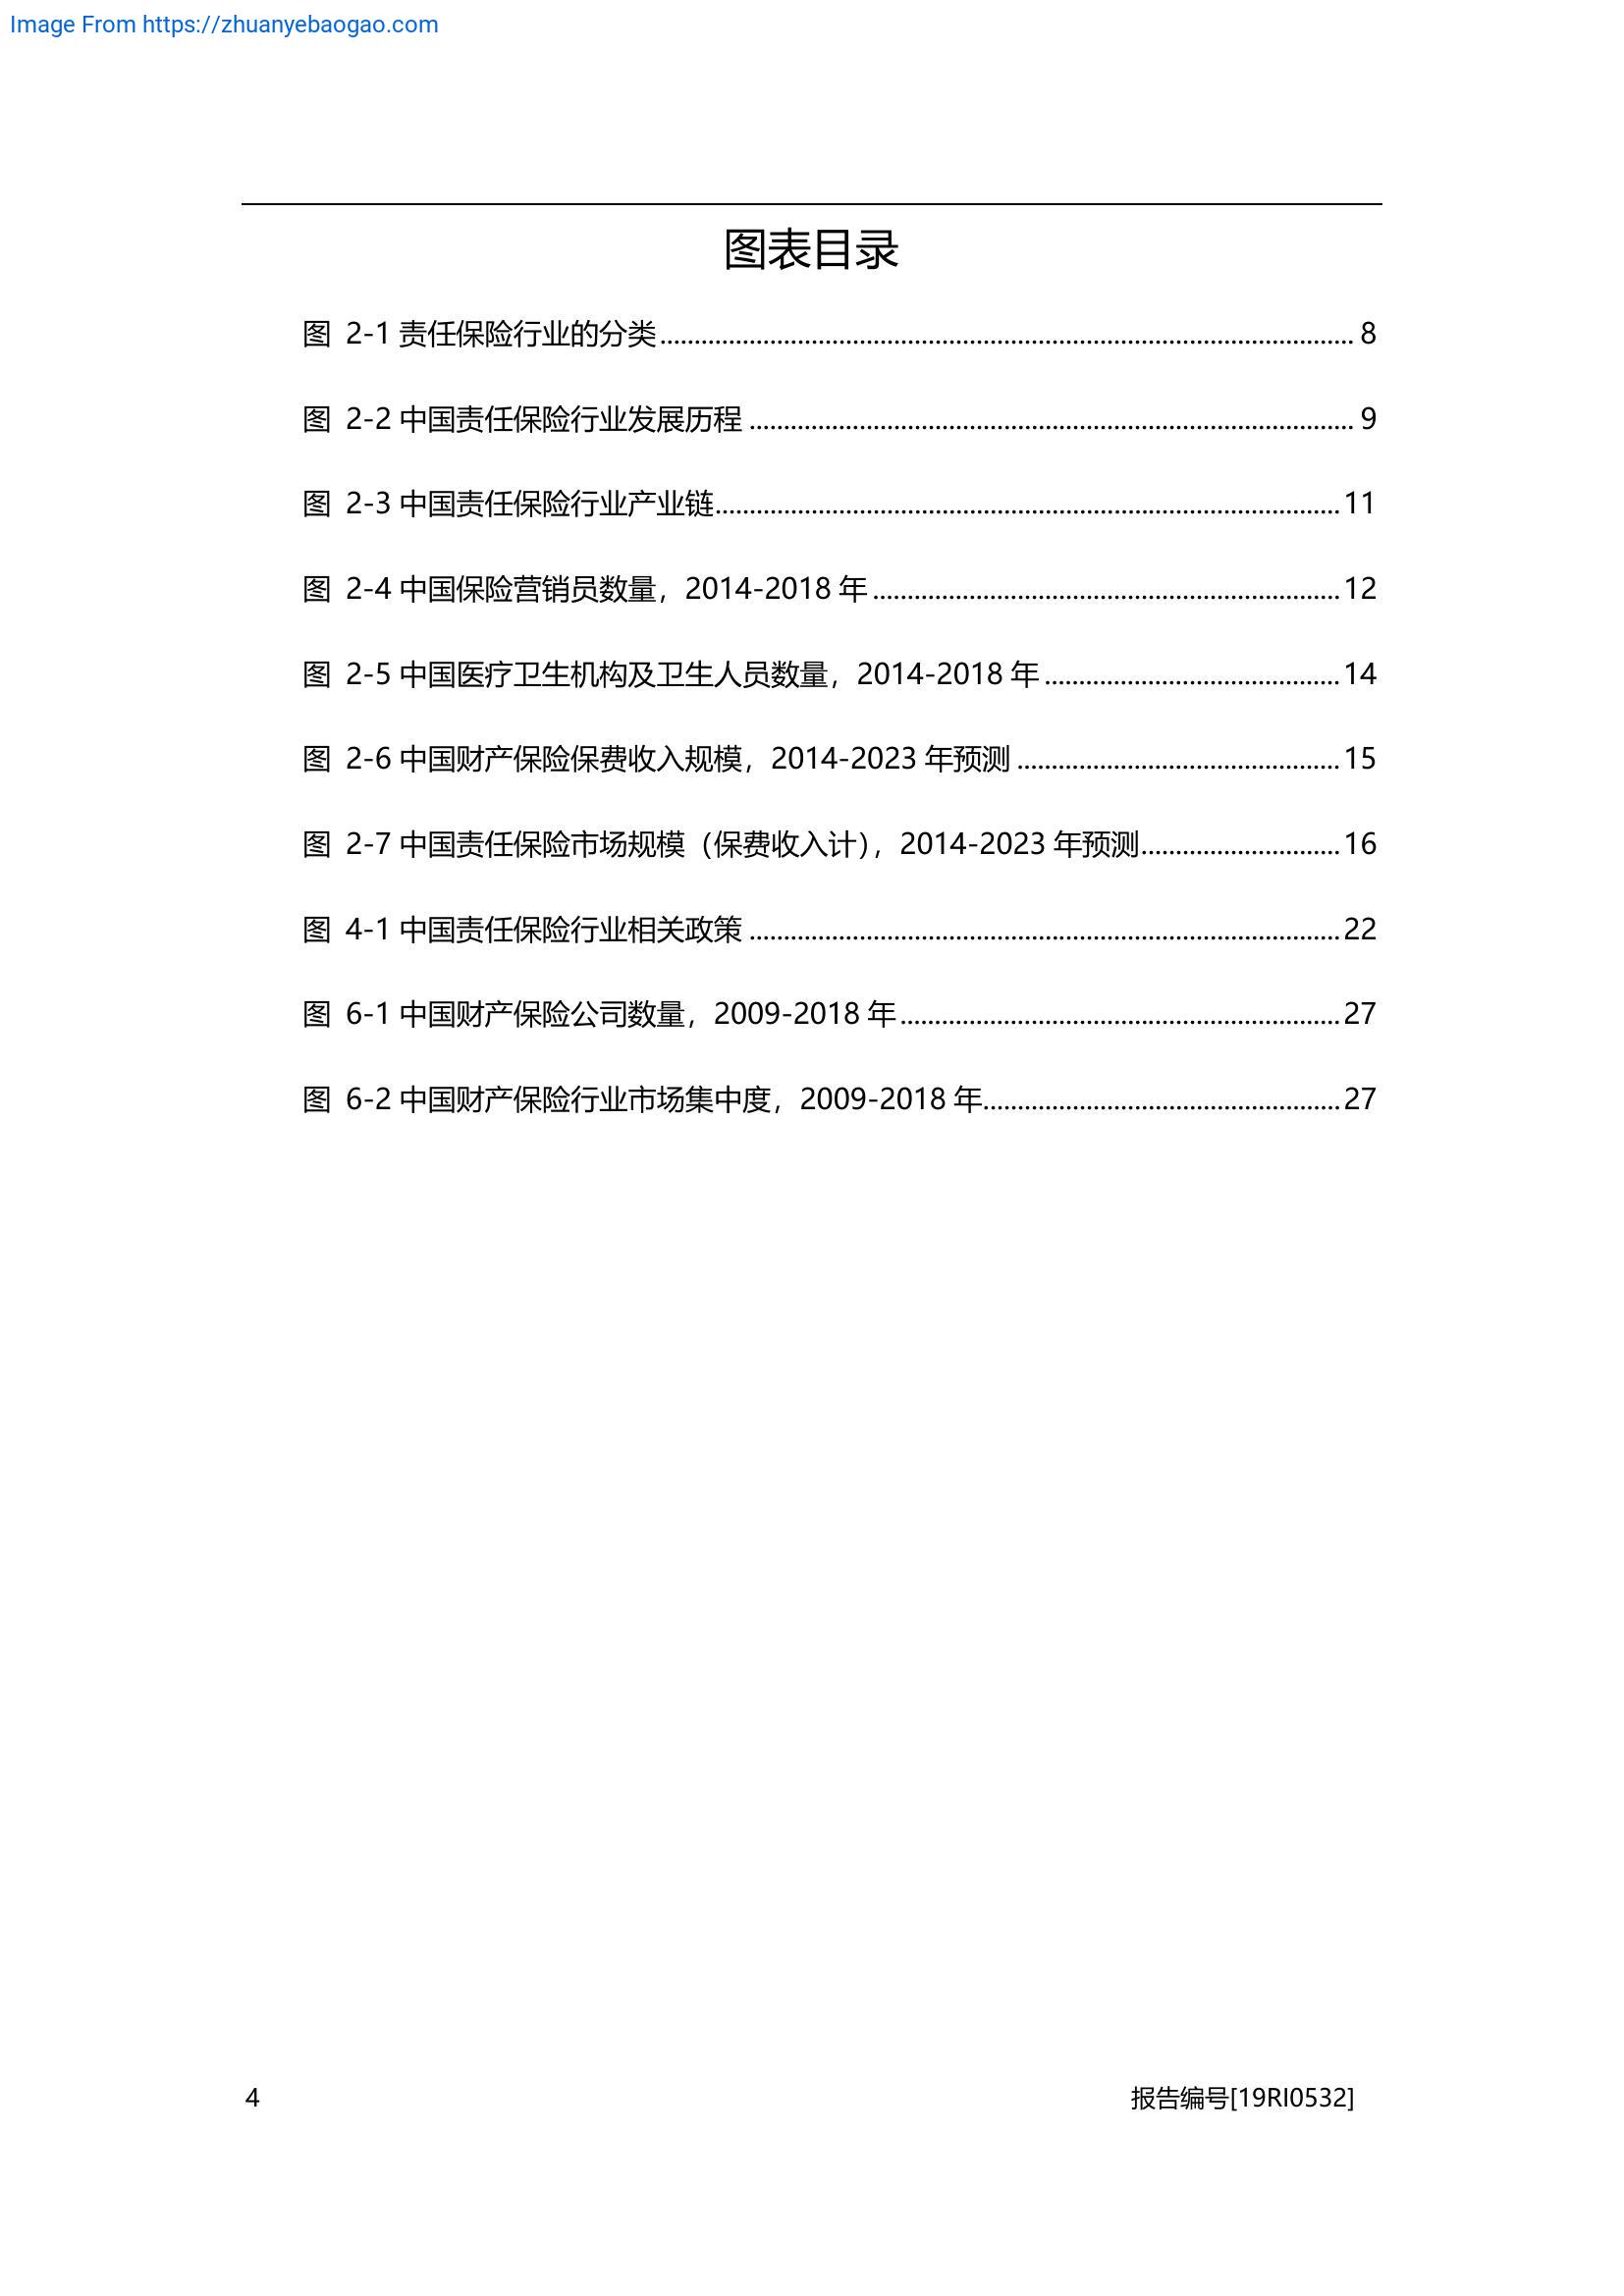 Image From https://zhuanyebaogao.com
图表目录
图 2-1 责任保险行业的分类........................................ 8
图 2-2 中国责任保险行业发展历程........................................ 9
图 2-3 中国责任保险行业产业链........................................ 11
图 2-4 中国保险营销员数量，2014-2018 年........................................ 12
图 2-5 中国医疗卫生机构及卫生人员数量，2014-2018 年........................................ 14
图 2-6 中国财产保险保费收入规模，2014-2023 年预测........................................ 15
图 2-7 中国责任保险市场规模（保费收入计），2014-2023 年预测........................................ 16
图 4-1 中国责任保险行业相关政策........................................ 22
图 6-1 中国财产保险公司数量，2009-2018 年........................................ 27
图 6-2 中国财产保险行业市场集中度，2009-2018 年........................................ 27
4 报告编号[19RI0532]